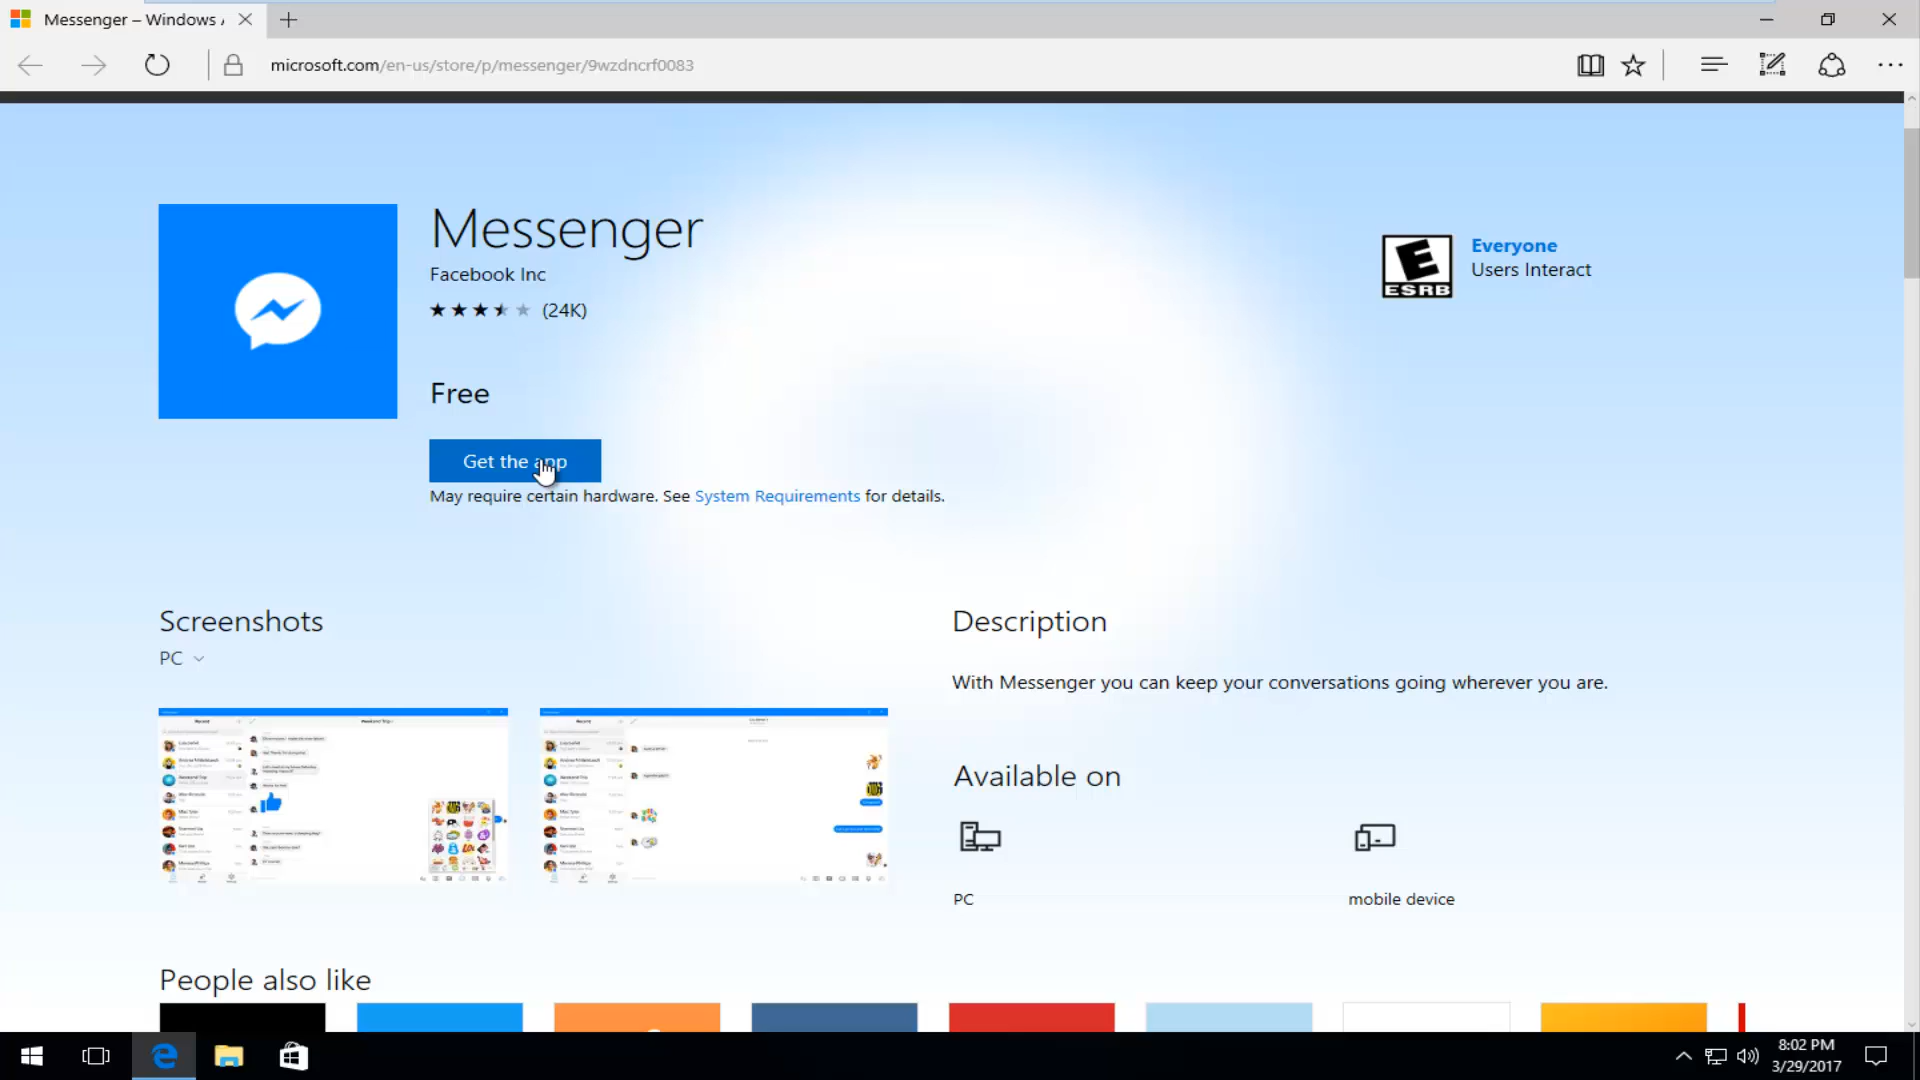 Messenger – Windows A
microsoft.com/en-us/store/p/messenger/9wzdncrf0083
Messenger
Facebook Inc
(24K)
Free
Get the app
May require certain hardware. See System Requirements for details.
E
ESRB
Everyone
Users Interact
Screenshots
PC
Description
With Messenger you can keep your conversations going wherever you are.
Available on
PC
mobile device
People also like
8:02 PM
3/29/2017